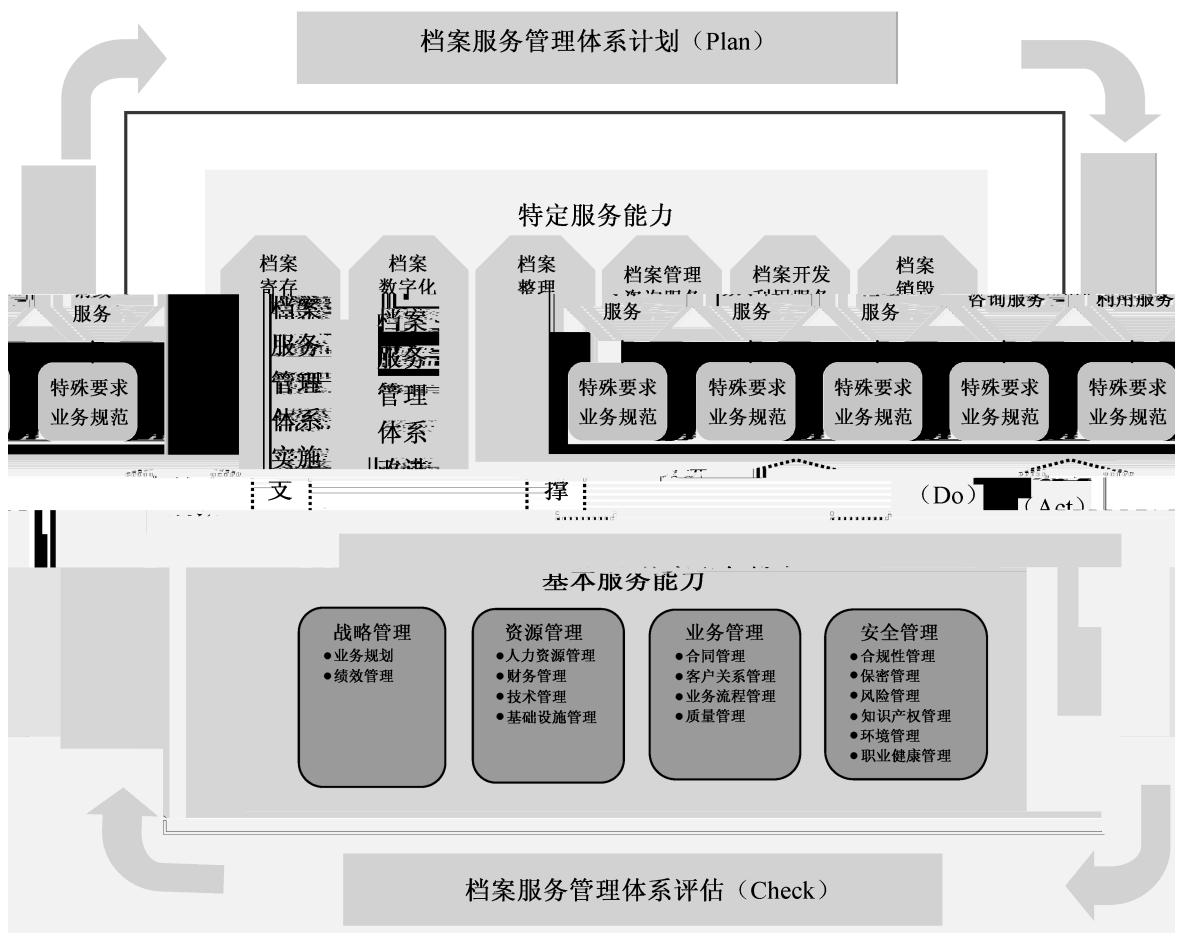 档案服务管理体系计划（Plan）
特定服务能力
档案
寄存
档案
数字化
档案
整理
档案管理
档案开发
档案
销毁
服务
服务
服务
服务
咨询服务
利用服务
档案
服务
管理
体系
实施
档案
服务
管理
体系
特殊要求
业务规范
特殊要求
业务规范
特殊要求
业务规范
特殊要求
业务规范
特殊要求
业务规范
特殊要求
业务规范
支
撑
（Do）
（Act）
基本服务能力
战略管理
●业务规划
●绩效管理
资源管理
●人力资源管理
●财务管理
●技术管理
●基础设施管理
业务管理
●合同管理
●客户关系管理
●业务流程管理
●质量管理
安全管理
●合规性管理
●保密管理
●风险管理
●知识产权管理
●环境管理
●职业健康管理
档案服务管理体系评估（Check）